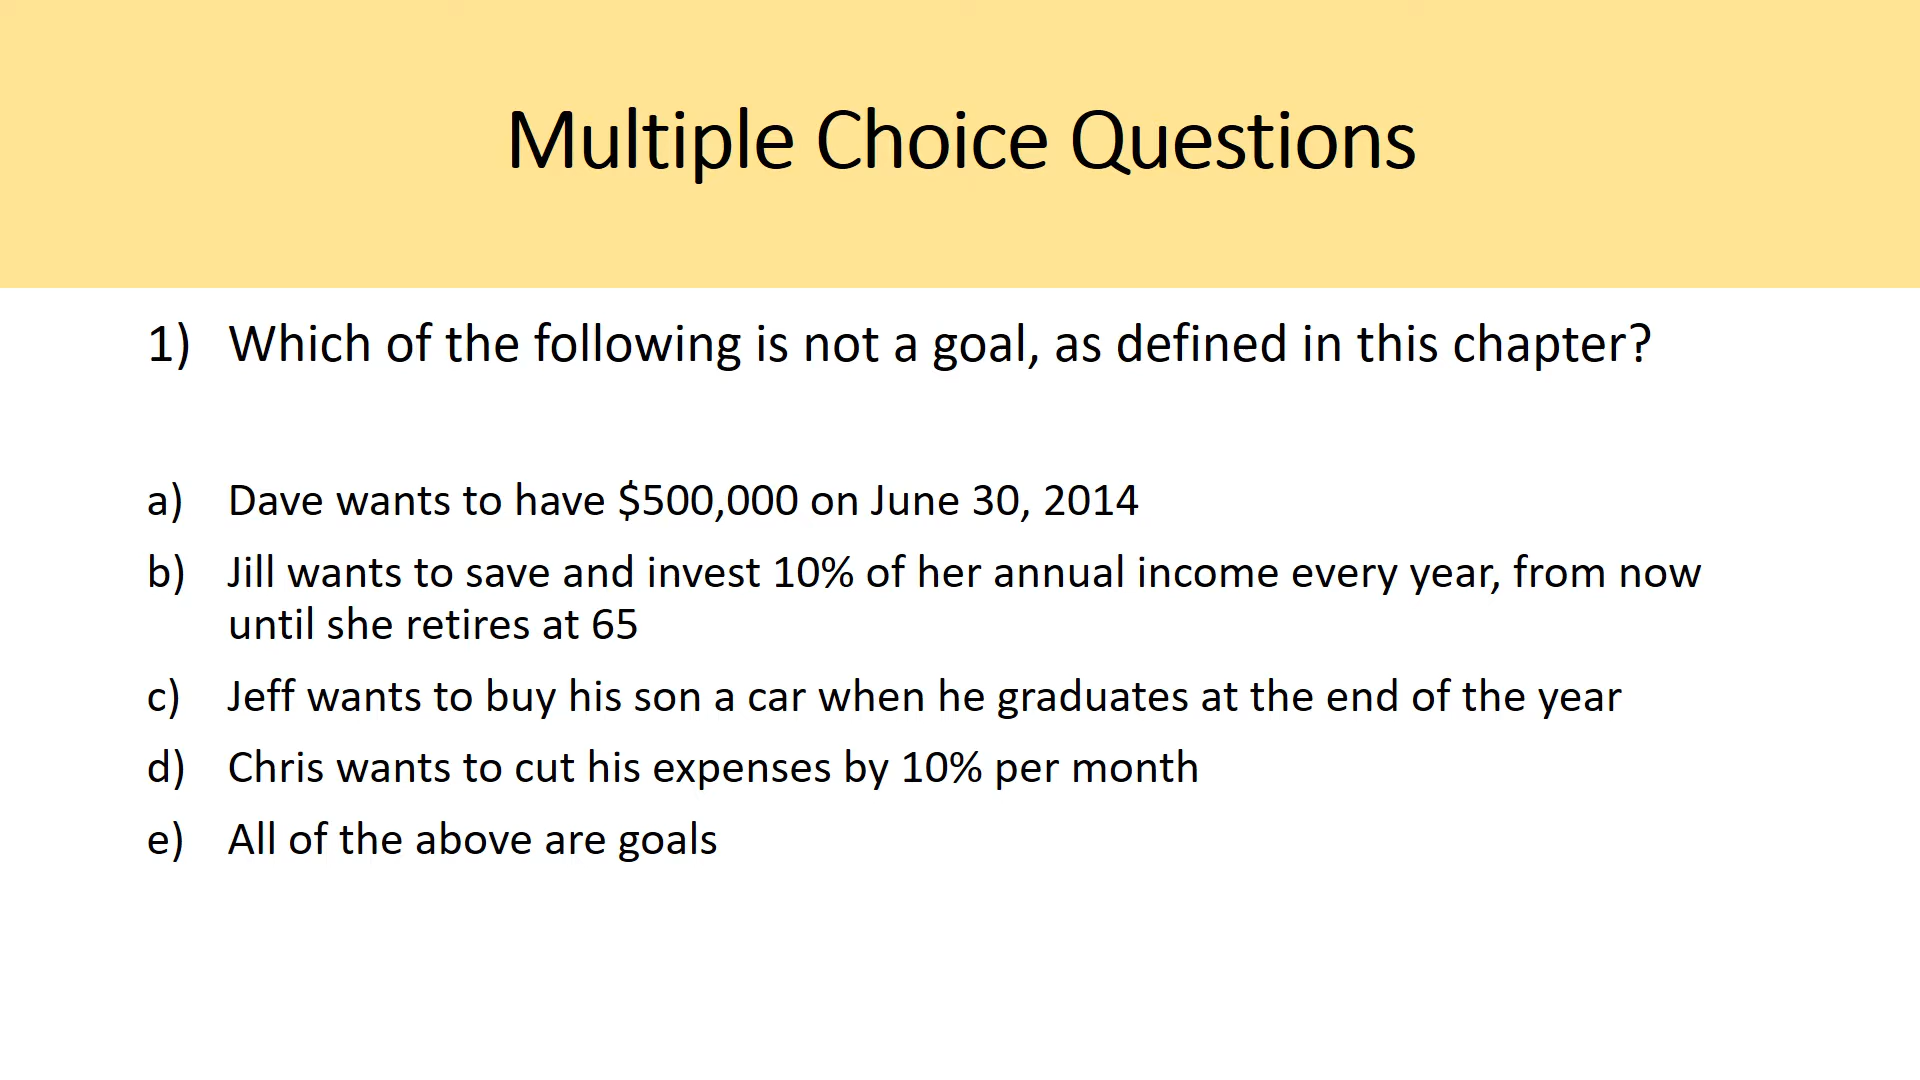 Multiple Choice Questions
1) Which of the following is not a goal, as defined in this chapter?
a) Dave wants to have $500,000 on June 30, 2014
b) Jill wants to save and invest 10% of her annual income every year, from now
until she retires at 65
c) Jeff wants to buy his son a car when he graduates at the end of the year
d) Chris wants to cut his expenses by 10% per month
e) All of the above are goals